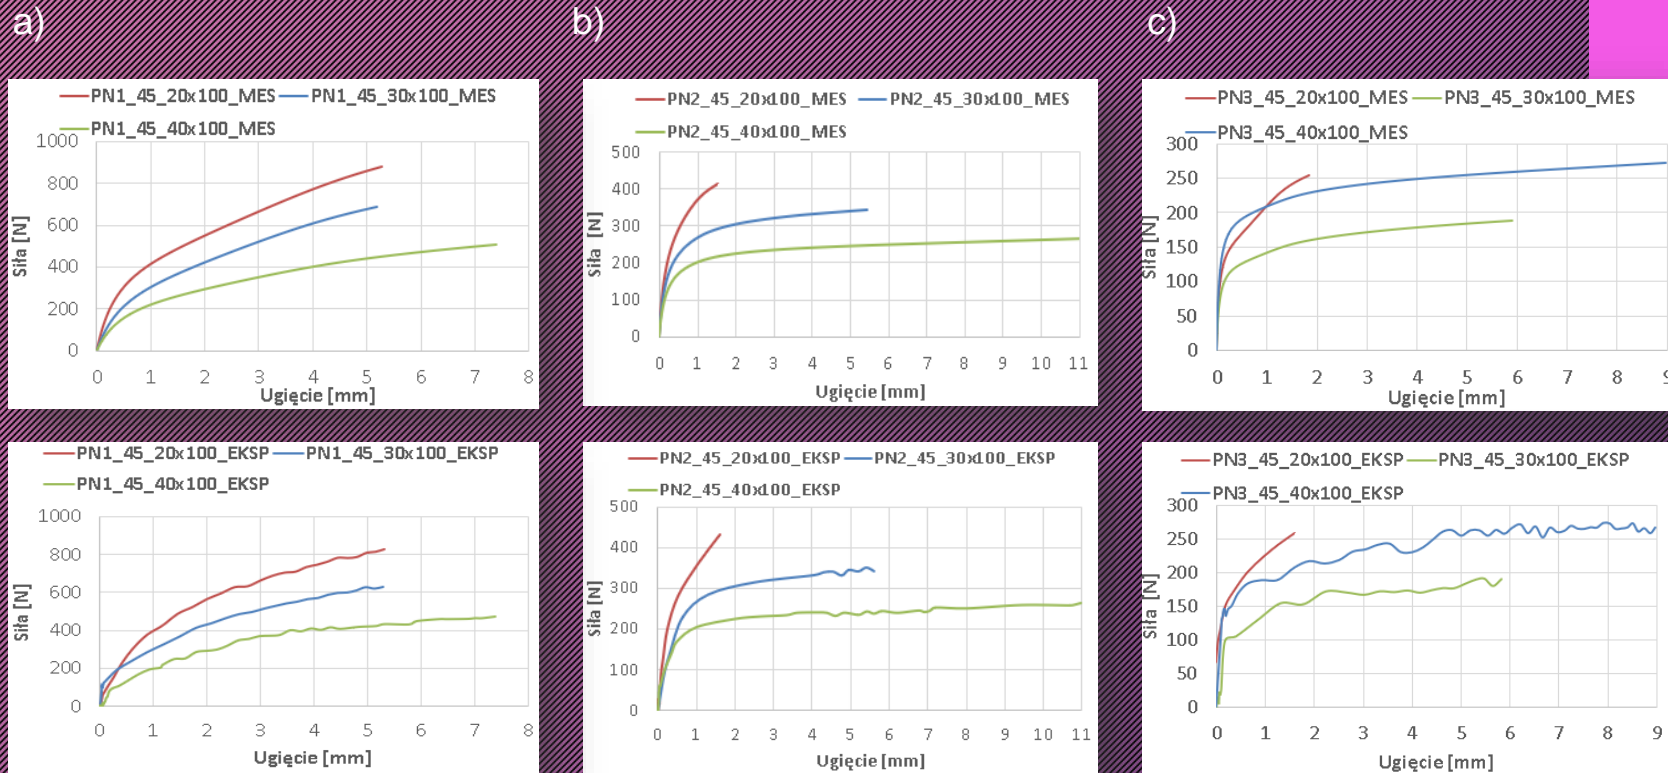 a)
b)
c)
PN1_45_20x100_MES PN1_45_30x100_MES
PN1_45_40x100_MES
1000
800
600
400
200
0
0 1 2 3 4 5 6 7 8
Siła [N]
Ugięcie [mm]
PN2_45_20x100_MES PN2_45_30x100_MES
PN2_45_40x100_MES
500
400
300
200
100
0
0 1 2 3 4 5 6 7 8 9 10 11
Siła [N]
Ugięcie [mm]
PN3_45_20x100_MES PN3_45_30x100_MES
PN3_45_40x100_MES
300
250
200
150
100
50
0
0 1 2 3 4 5 6 7 8 9
Siła [N]
Ugięcie [mm]
PN1_45_20x100_EKSP PN1_45_30x100_EKSP
PN1_45_40x100_EKSP
1000
800
600
400
200
0
0 1 2 3 4 5 6 7 8
Siła [N]
Ugięcie [mm]
PN2_45_20x100_EKSP PN2_45_30x100_EKSP
PN2_45_40x100_EKSP
500
400
300
200
100
0
0 1 2 3 4 5 6 7 8 9 10 11
Siła [N]
Ugięcie [mm]
PN3_45_20x100_EKSP PN3_45_30x100_EKSP
PN3_45_40x100_EKSP
300
250
200
150
100
50
0
0 1 2 3 4 5 6 7 8 9
Siła [N]
Ugięcie [mm]